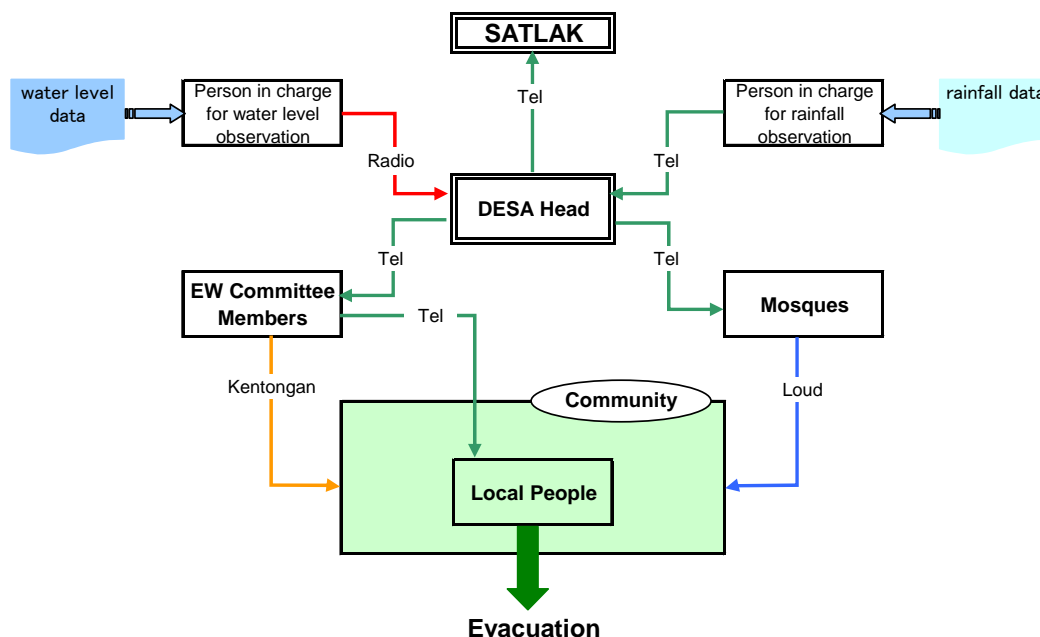 SATLAK
water level
data
Person in charge
for water level
observation
Tel
Person in charge
for rainfall
observation
rainfall data
Radio
Tel
DESA Head
Tel
Tel
EW Committee
Members
Tel
Mosques
Kentongan
Community
Loud
Local People
Evacuation